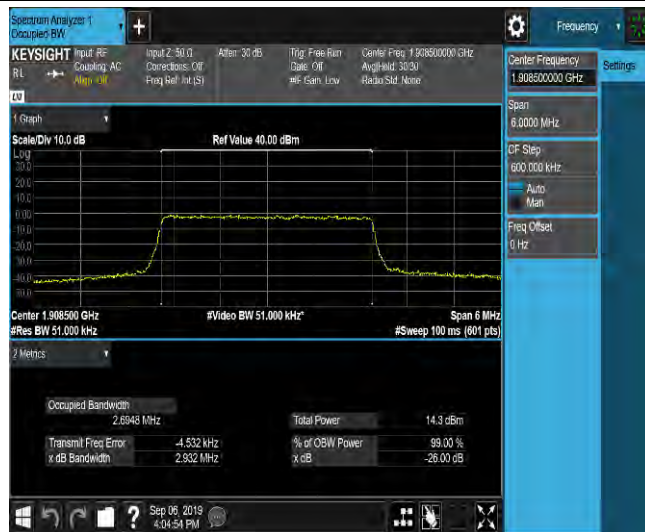 Spectrum Analyzer 1
Occupied BW
Frequency
KEYSIGHT
Input: RF
Coupling: AC
Align: Off
Input Z: 50 Ω
Corrections: Off
Freq Ref: Int (S)
Atten: 30 dB
Trig: Free Run
Gate: Off
#IF Gain: Low
Center Freq: 1.908500000 GHz
Avg|Hold: 30/30
Radio Std: None
RL
Center Frequency
1.908500000 GHz
Settings
Span
6.0000 MHz
CF Step
600.000 kHz
Auto
Man
Freq Offset
0 Hz
1 Graph
Scale/Div 10.0 dB
Ref Value 40.00 dBm
Log
30.0
20.0
10.0
0.00
-10.0
-20.0
-30.0
-40.0
-50.0
Center 1.908500 GHz
#Video BW 51.000 kHz*
Span 6 MHz
#Res BW 51.000 kHz
#Sweep 100 ms (601 pts)
2 Metrics
Occupied Bandwidth
2.6948 MHz
Total Power 14.3 dBm
Transmit Freq Error -4.532 kHz
% of OBW Power 99.00 %
x dB Bandwidth 2.932 MHz
x dB -26.00 dB
Sep 06, 2019
4:04:54 PM